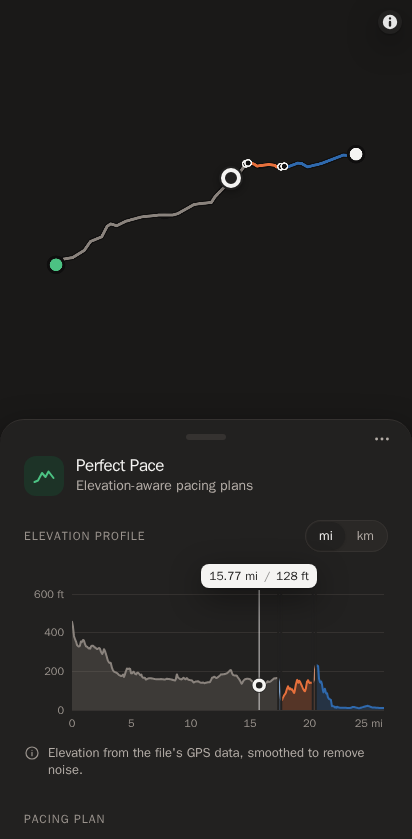 Perfect Pace
Elevation-aware pacing plans
ELEVATION PROFILE
mi
km
15.77 mi / 128 ft
600 ft
400
200
0
0
5
10
15
20
25 mi
Elevation from the file's GPS data, smoothed to remove
noise.
PACING PLAN